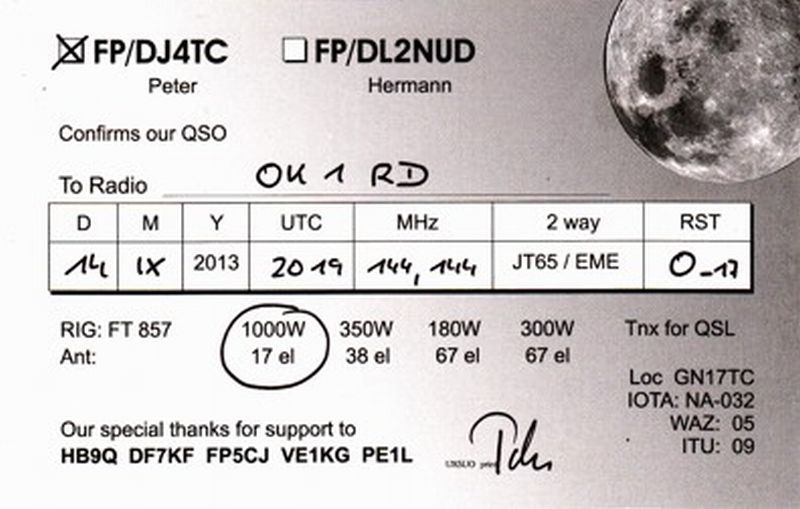 FP/DJ4TC FP/DL2NUD
Peter Hermann
Confirms our QSO
To Radio OK 1 RD
D M Y UTC MHz 2 way RST
14 IX 2013 2019 144,144 JT65 / EME O -17
RIG: FT 857 1000W 350W 180W 300W Tnx for QSL
Ant: 17 el 38 el 67 el 67 el
Loc GN17TC
IOTA: NA-032
WAZ: 05
ITU: 09
Our special thanks for support to
HB9Q DF7KF FP5CJ VE1KG PE1L